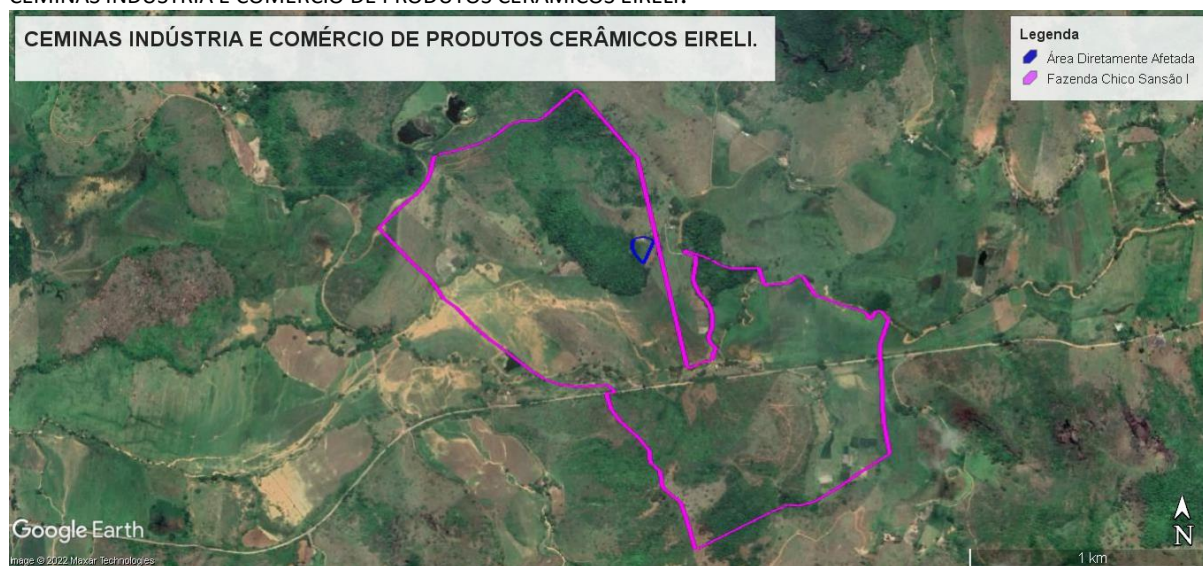 CEMINAS INDÚSTRIA E COMÉRCIO DE PRODUTOS CERÂMICOS EIRELI.
CEMINAS INDÚSTRIA E COMÉRCIO DE PRODUTOS CERÂMICOS EIRELI.
Legenda
Área Diretamente Afetada
Fazenda Chico Sansão I
Google Earth
Image © 2022 Maxar Technologies
N
1 km